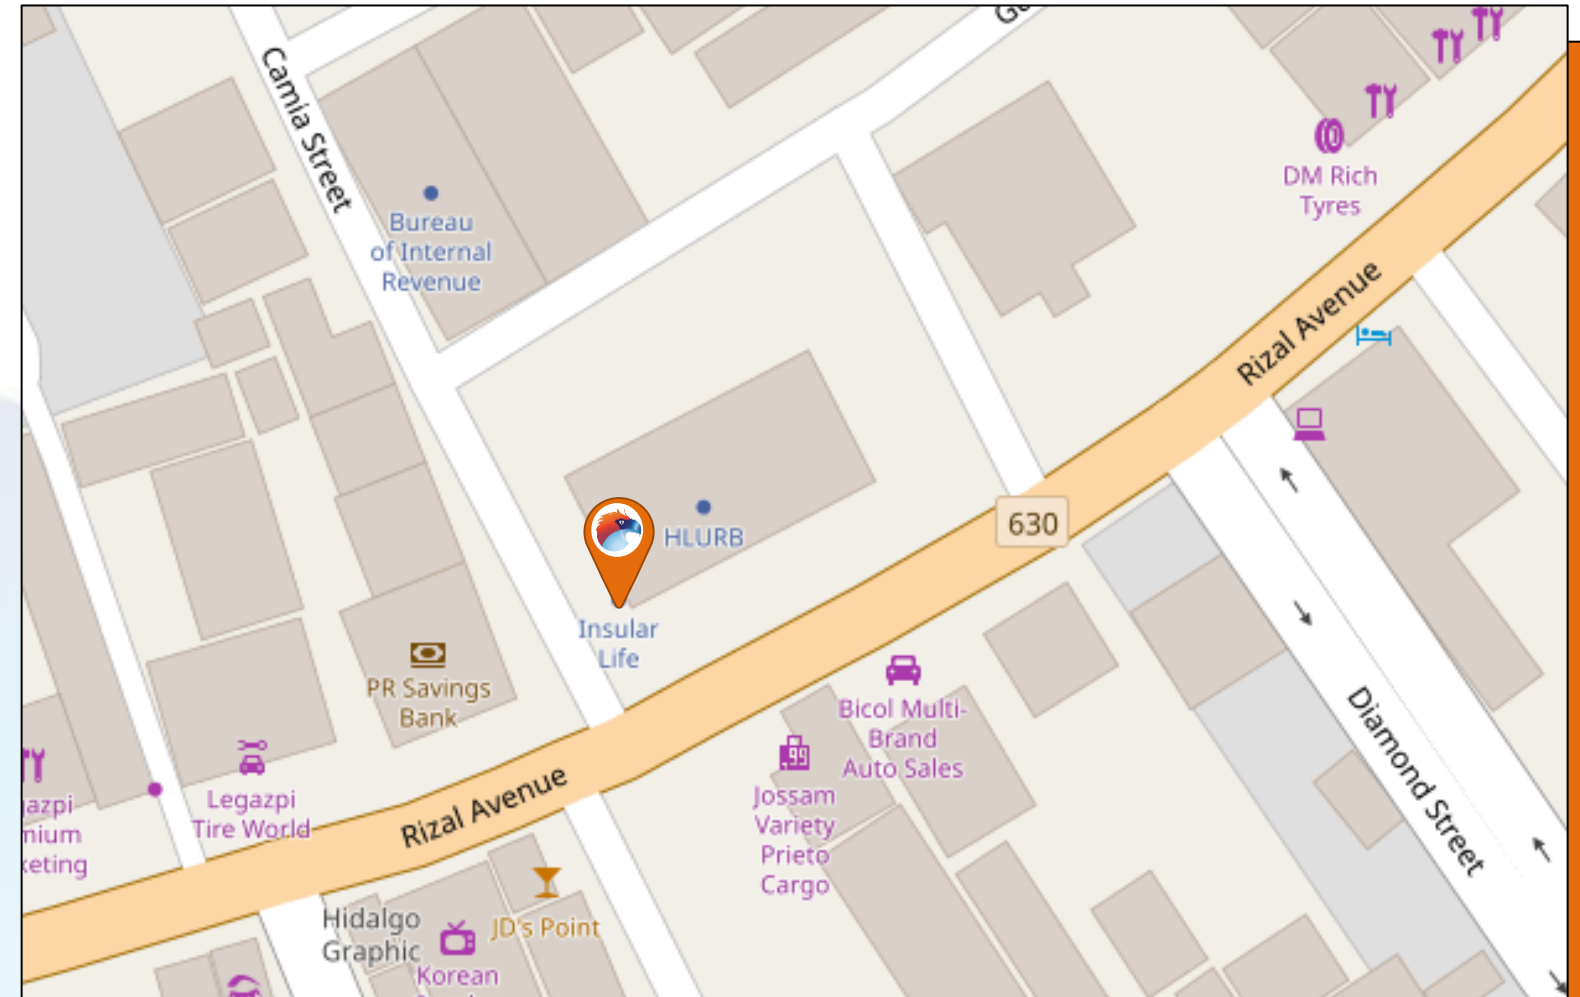 Camia Street
Bureau
of Internal
Revenue
DM Rich
Tyres
Rizal Avenue
630
HLURB
Insular
Life
PR Savings
Bank
Bicol Multi-
Brand
Auto Sales
Jossam
Variety
Prieto
Cargo
Diamond Street
Legazpi
Tire World
Rizal Avenue
Hidalgo
Graphic
JD's Point
Korean